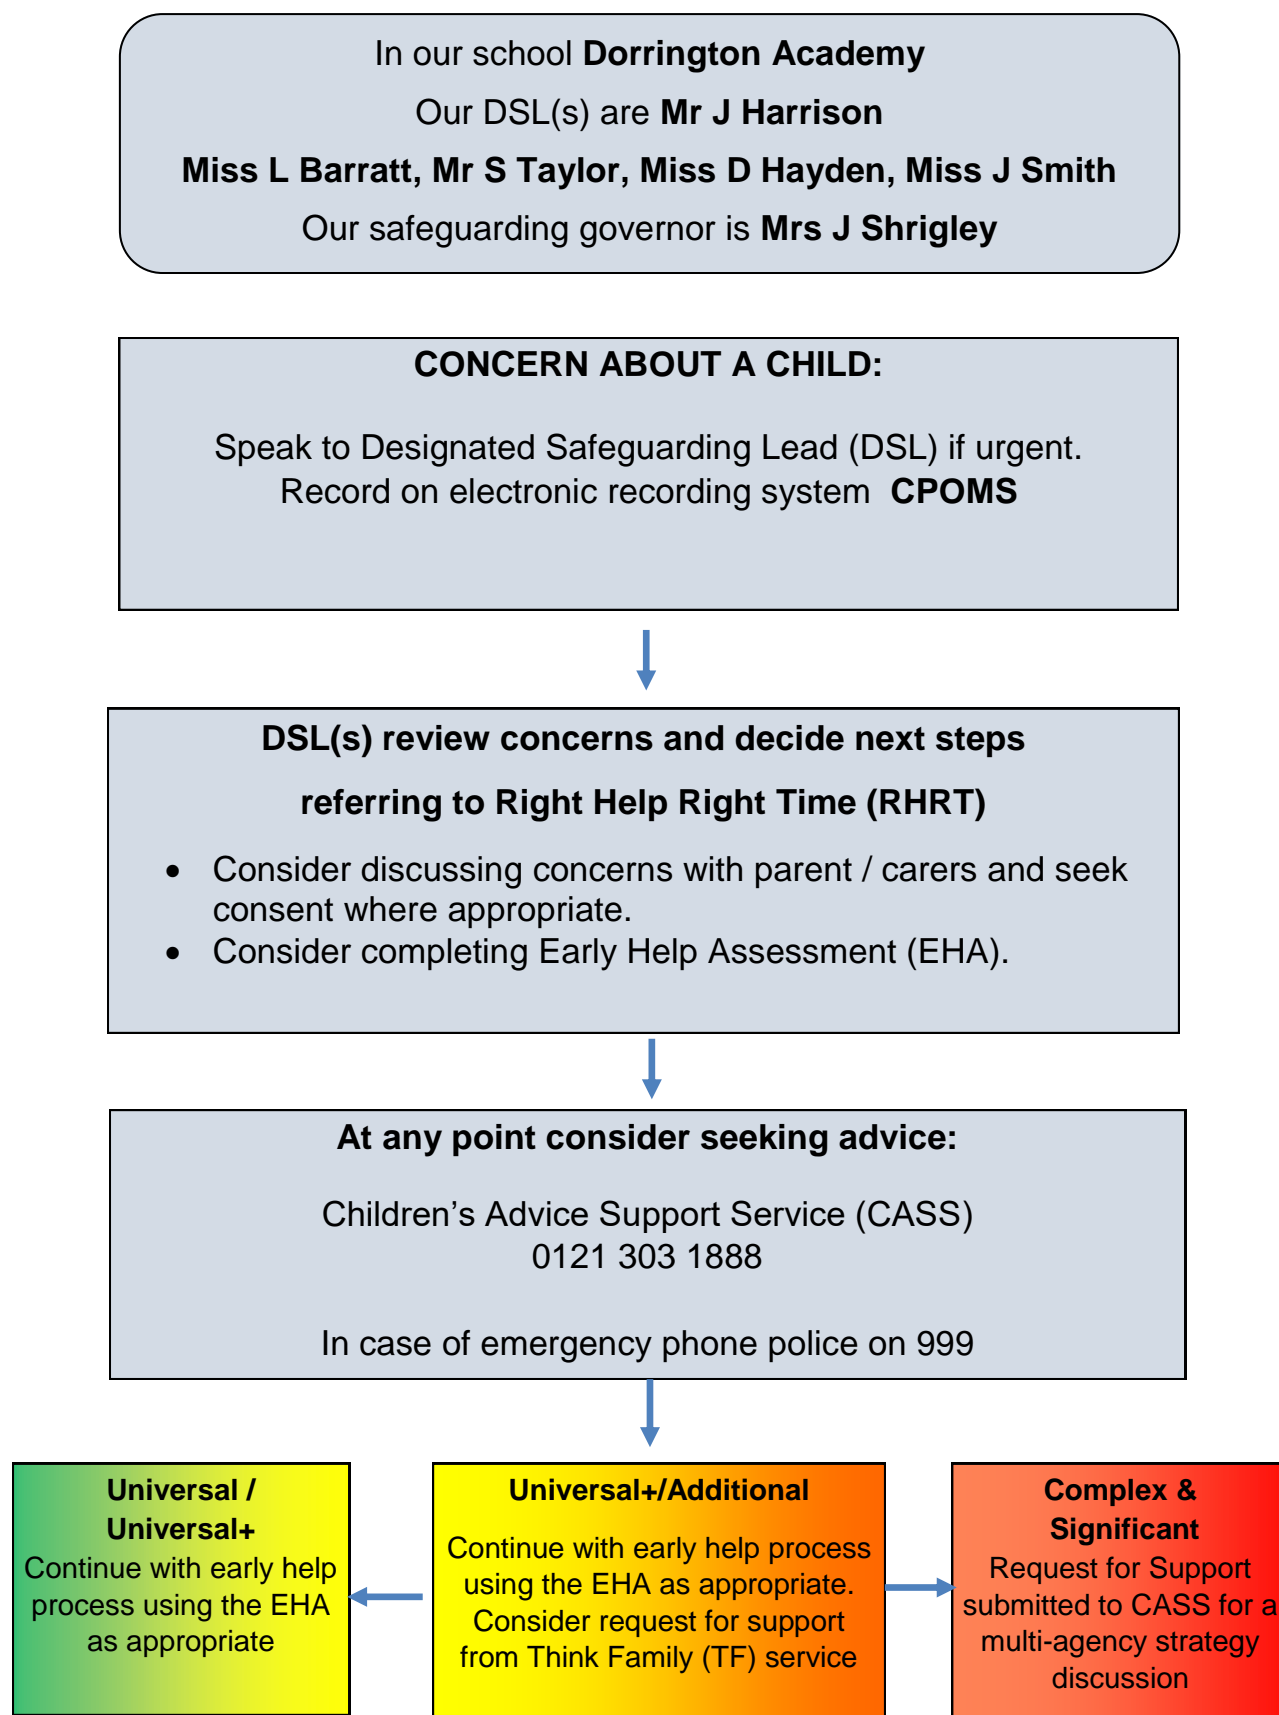 In our school Dorrington Academy
Our DSL(s) are Mr J Harrison
Miss L Barratt, Mr S Taylor, Miss D Hayden, Miss J Smith
Our safeguarding governor is Mrs J Shrigley
CONCERN ABOUT A CHILD:
Speak to Designated Safeguarding Lead (DSL) if urgent.
Record on electronic recording system CPOMS
DSL(s) review concerns and decide next steps
referring to Right Help Right Time (RHRT)
• Consider discussing concerns with parent / carers and seek
consent where appropriate.
• Consider completing Early Help Assessment (EHA).
At any point consider seeking advice:
Children’s Advice Support Service (CASS)
0121 303 1888
In case of emergency phone police on 999
Universal /
Universal+
Continue with early help
process using the EHA
as appropriate
Universal+/Additional
Continue with early help process
using the EHA as appropriate.
Consider request for support
from Think Family (TF) service
Complex &
Significant
Request for Support
submitted to CASS for a
multi-agency strategy
discussion